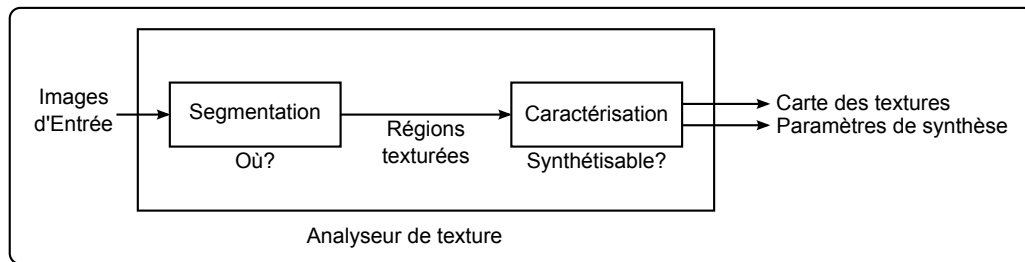 Images
d'Entrée
Segmentation
Où?
Régions
texturées
Caractérisation
Synthétisable?
Carte des textures
Paramètres de synthèse
Analyseur de texture